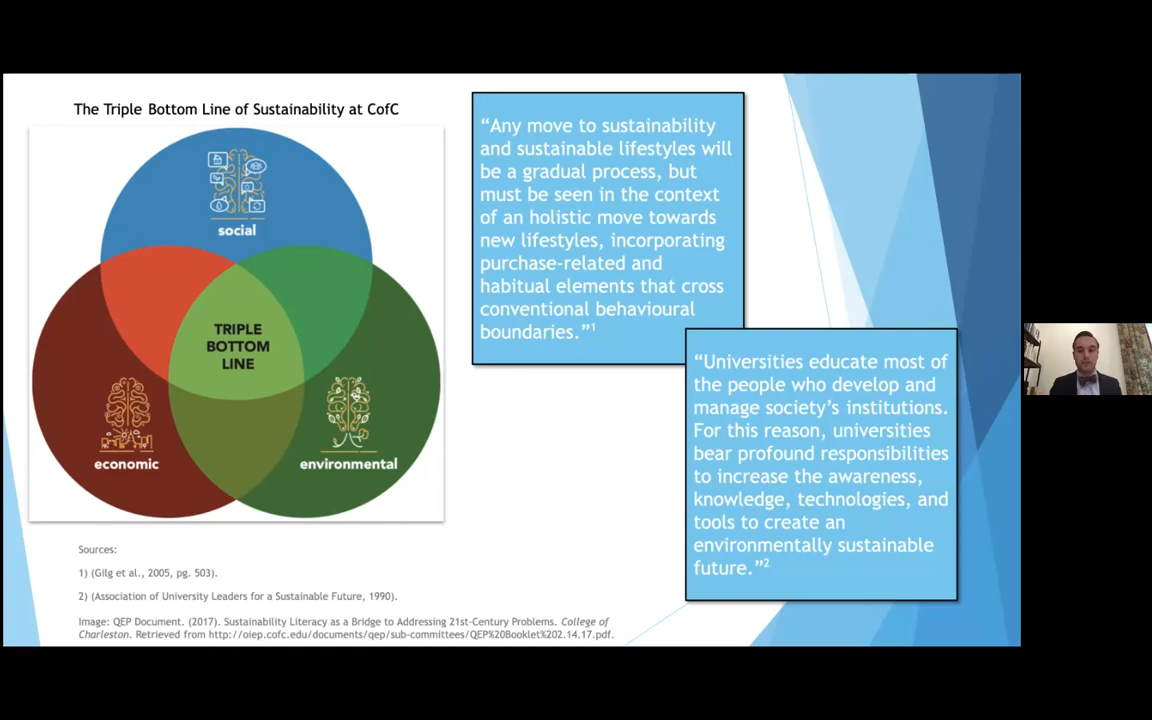 The Triple Bottom Line of Sustainability at CofC
social
TRIPLE
BOTTOM
LINE
economic
environmental
“Any move to sustainability
and sustainable lifestyles will
be a gradual process, but
must be seen in the context
of an holistic move towards
new lifestyles, incorporating
purchase-related and
habitual elements that cross
conventional behavioural
boundaries.”1
“Universities educate most of
the people who develop and
manage society’s institutions.
For this reason, universities
bear profound responsibilities
to increase the awareness,
knowledge, technologies, and
tools to create an
environmentally sustainable
future.”2
Sources:
1) (Gilg et al., 2005, pg. 503).
2) (Association of University Leaders for a Sustainable Future, 1990).
Image: QEP Document. (2017). Sustainability Literacy as a Bridge to Addressing 21st-Century Problems. College of
Charleston. Retrieved from http://oiep.cofc.edu/documents/qep/sub-committees/QEP%20Booklet%202.14.17.pdf.